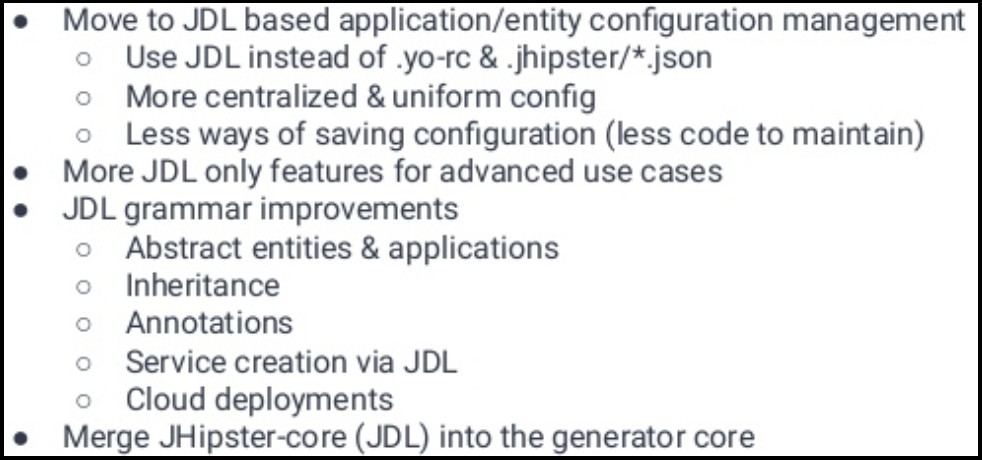 ● Move to JDL based application/entity configuration management
○ Use JDL instead of .yo-rc & .jhipster/*.json
○ More centralized & uniform config
○ Less ways of saving configuration (less code to maintain)
● More JDL only features for advanced use cases
● JDL grammar improvements
○ Abstract entities & applications
○ Inheritance
○ Annotations
○ Service creation via JDL
○ Cloud deployments
● Merge JHipster-core (JDL) into the generator core